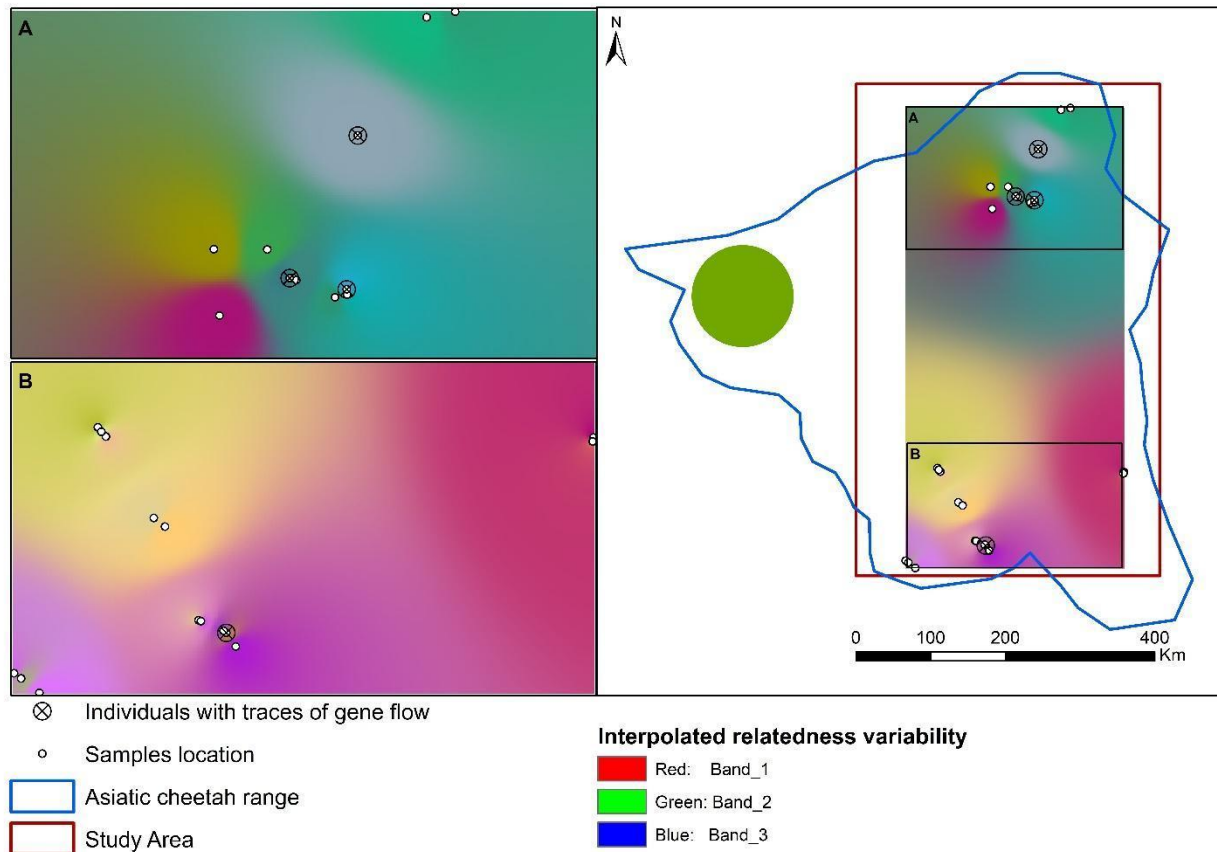 A
B
N
A
B
0 100 200 400
Km
Individuals with traces of gene flow
Samples location
Asiatic cheetah range
Study Area
Interpolated relatedness variability
Red: Band_1
Green: Band_2
Blue: Band_3